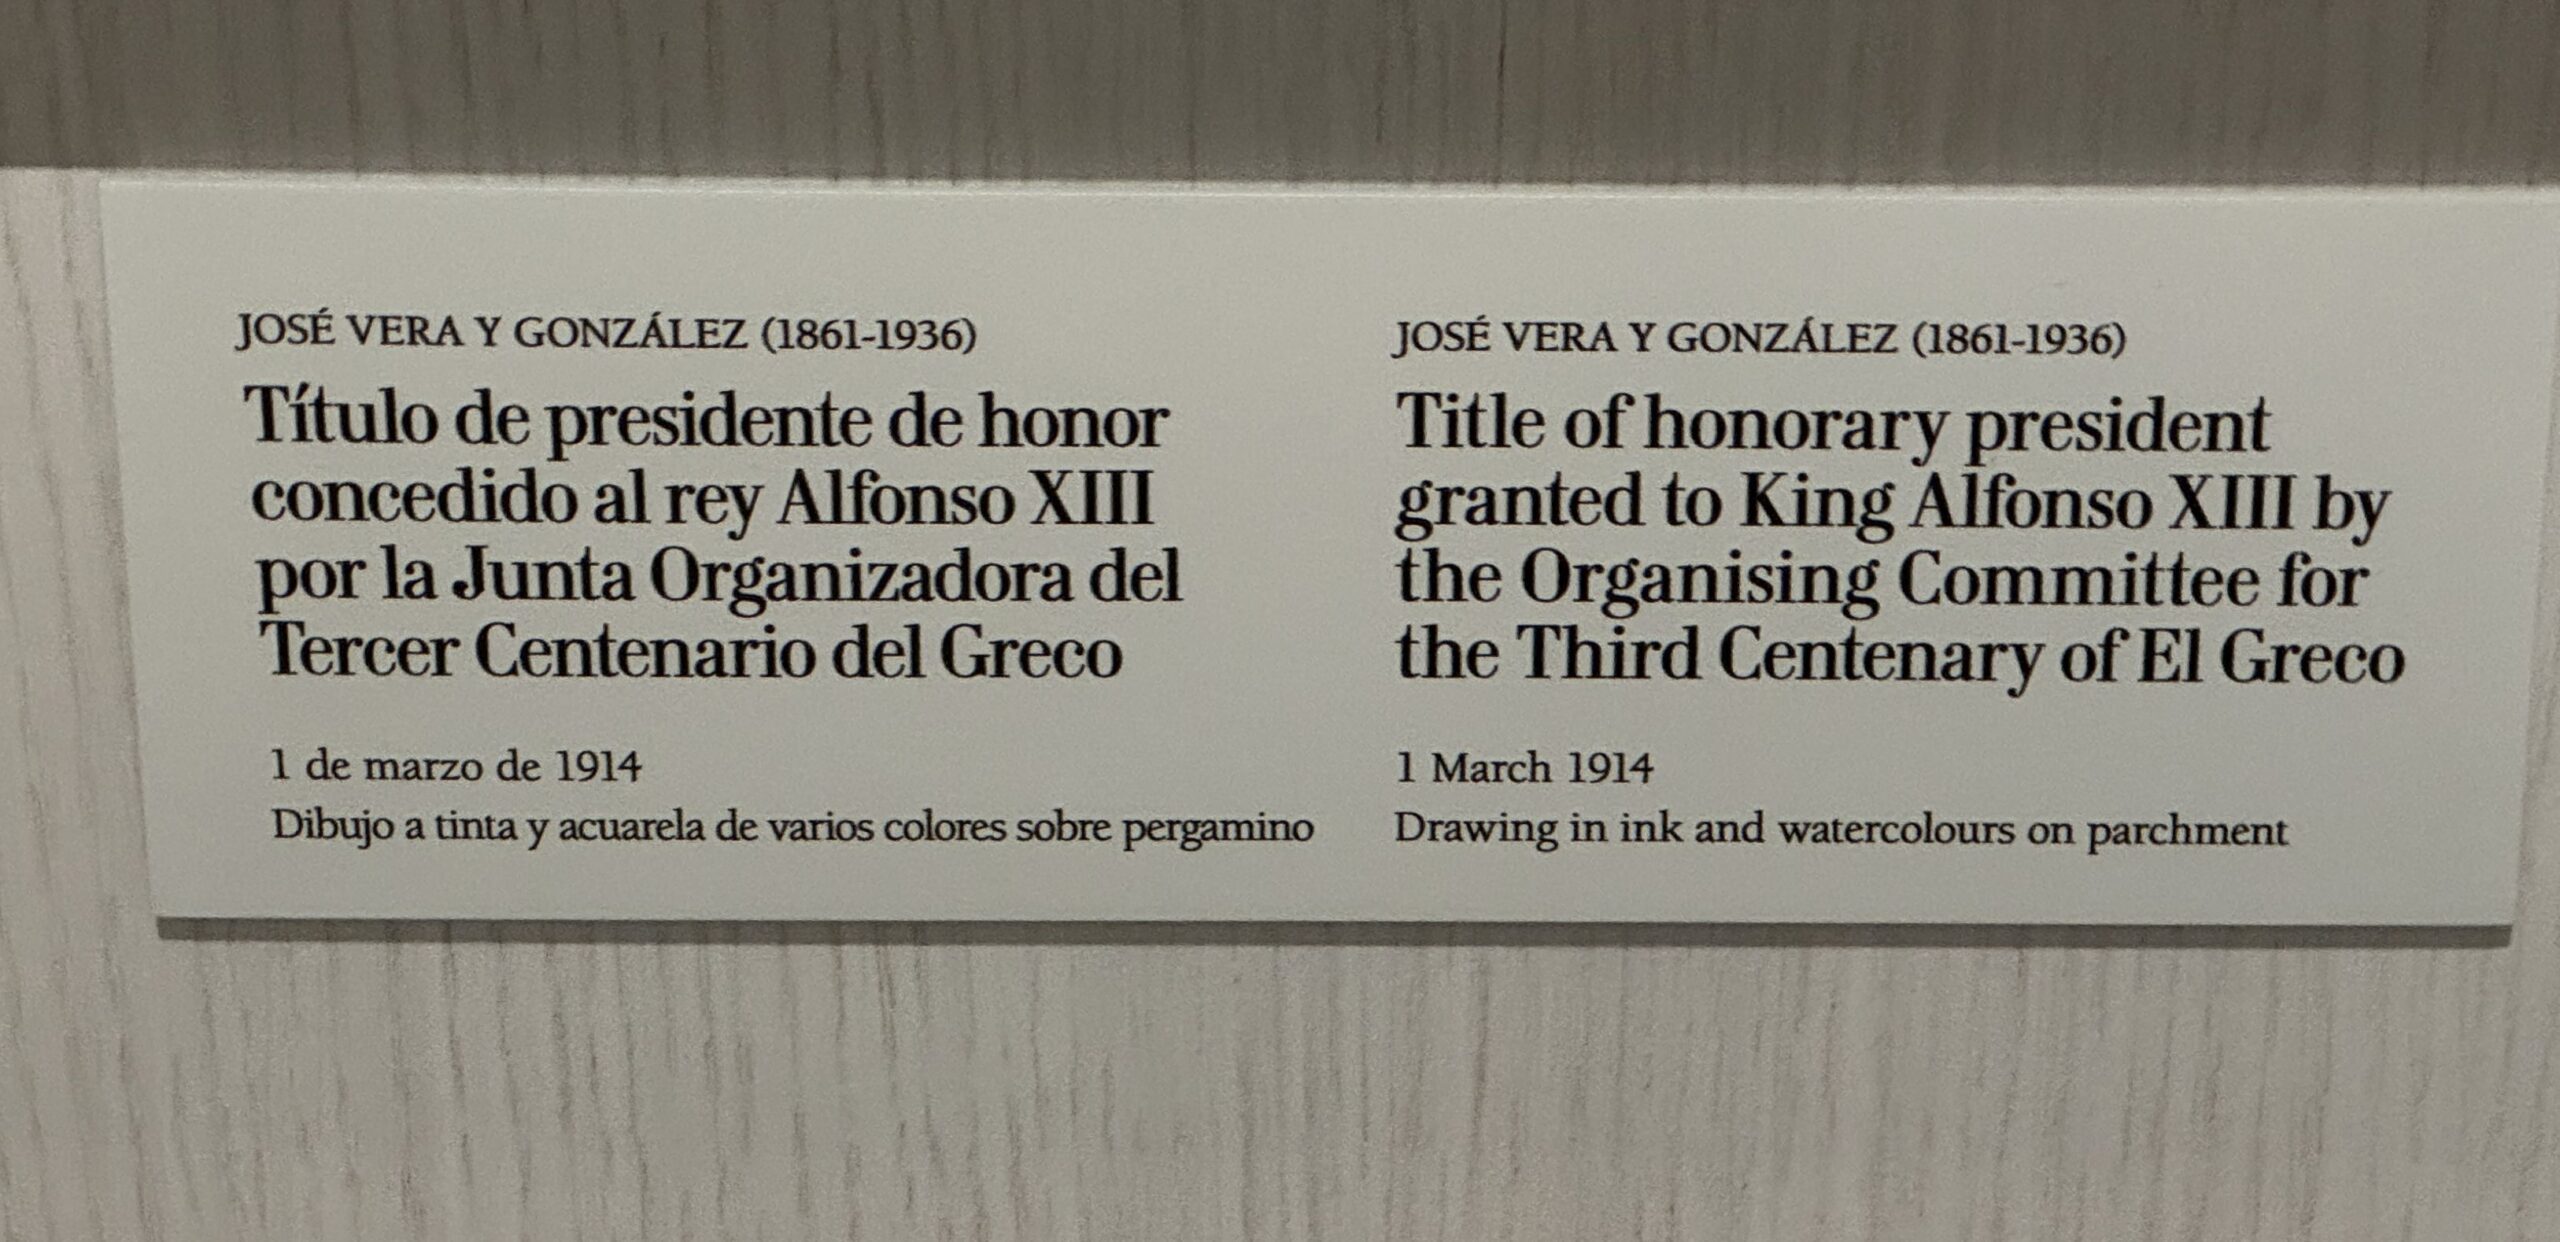 JOSÉ VERA Y GONZÁLEZ (1861-1936)
Título de presidente de honor
concedido al rey Alfonso XIII
por la Junta Organizadora del
Tercer Centenario del Greco
1 de marzo de 1914
Dibujo a tinta y acuarela de varios colores sobre pergamino
JOSÉ VERA Y GONZÁLEZ (1861-1936)
Title of honorary president
granted to King Alfonso XIII by
the Organising Committee for
the Third Centenary of El Greco
1 March 1914
Drawing in ink and watercolours on parchment